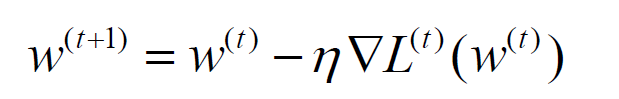 w^{(t+1)} = w^{(t)} − η∇L^{(t)}(w^{(t)})